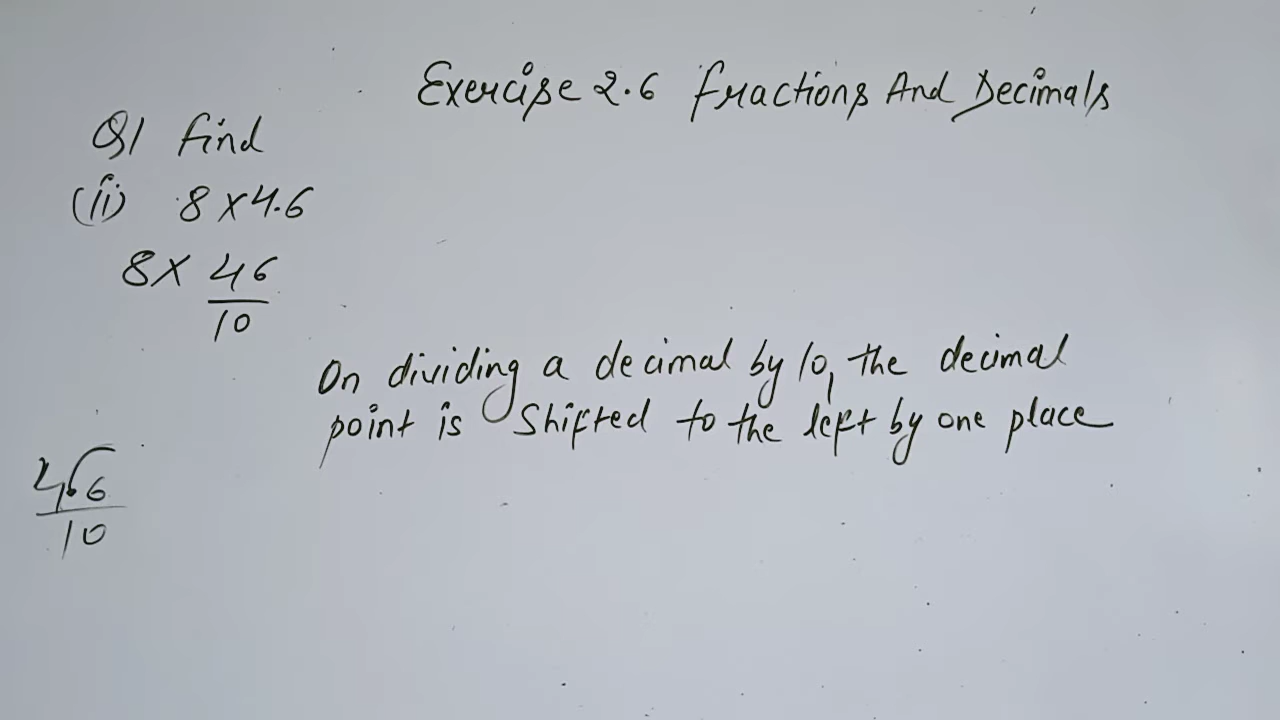 Exercise 2.6 Fractions And Decimals
Q1 Find
(ii) 8 × 4.6
8 × 46
10
On dividing a decimal by 10, the decimal
point is Shifted to the left by one place
4.6
10